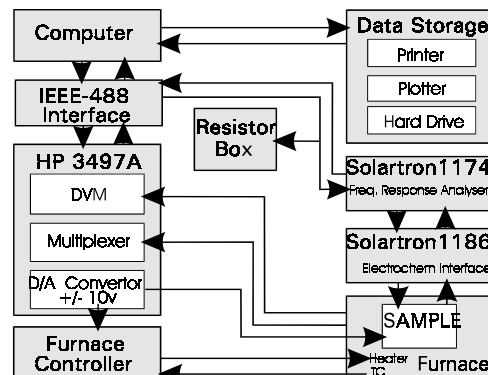 Computer
IEEE-488
Interface
HP 3497A
DVM
Multiplexer
D/A Convertor
+/- 10v
Furnace
Controller
Resistor
Box
Data Storage
Printer
Plotter
Hard Drive
Solartron1174
Freq. Response Analyser
Solartron1186
Electrochem Interface
SAMPLE
Heater
TC
Furnace